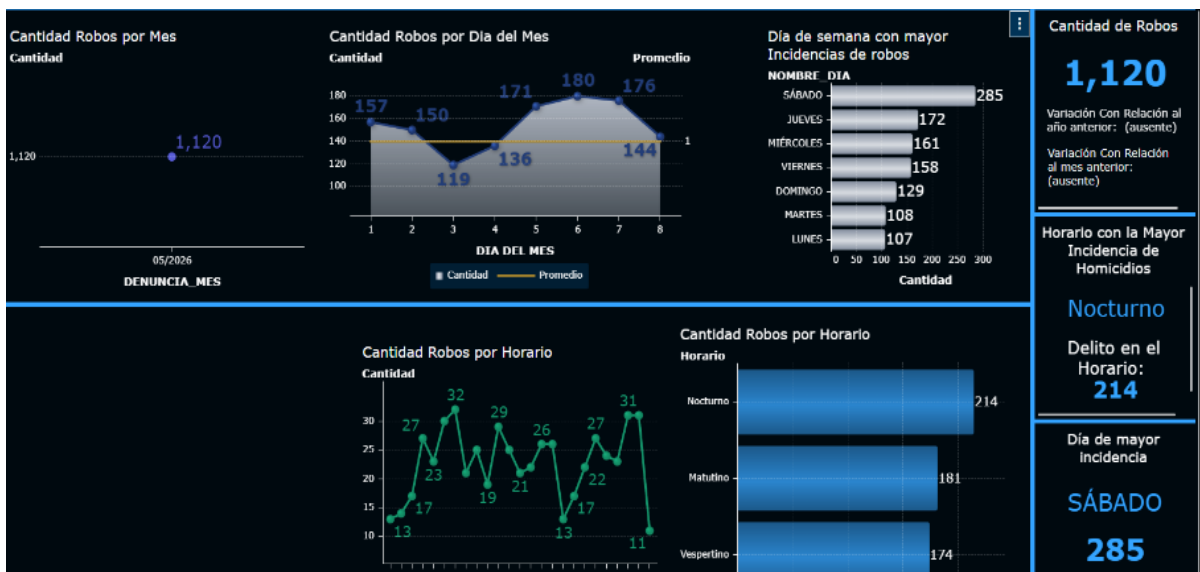 Cantidad Robos por Mes
Cantidad
1,120
1,120
05/2026
DENUNCIA_MES
Cantidad Robos por Dia del Mes
Cantidad
Promedio
180
160
140
120
100
157
150
119
136
171
180
176
144
1
1 2 3 4 5 6 7 8
DIA DEL MES
Cantidad Promedio
Día de semana con mayor
Incidencias de robos
NOMBRE_DIA
SÁBADO 285
JUEVES 172
MIÉRCOLES 161
VIERNES 158
DOMINGO 129
MARTES 108
LUNES 107
0 50 100 150 200 250 300
Cantidad
Cantidad de Robos
1,120
Variación Con Relación al
año anterior: (ausente)
Variación Con Relación
al mes anterior:
(ausente)
Horario con la Mayor
Incidencia de
Homicidios
Nocturno
Delito en el
Horario:
214
Día de mayor
incidencia
SÁBADO
285
Cantidad Robos por Horario
Cantidad
30
25
20
15
10
13
17
27
23
32
19
29
21
26
13
17
22
27
31
11
Cantidad Robos por Horario
Horario
Nocturno 214
Matutino 181
Vespertino 174